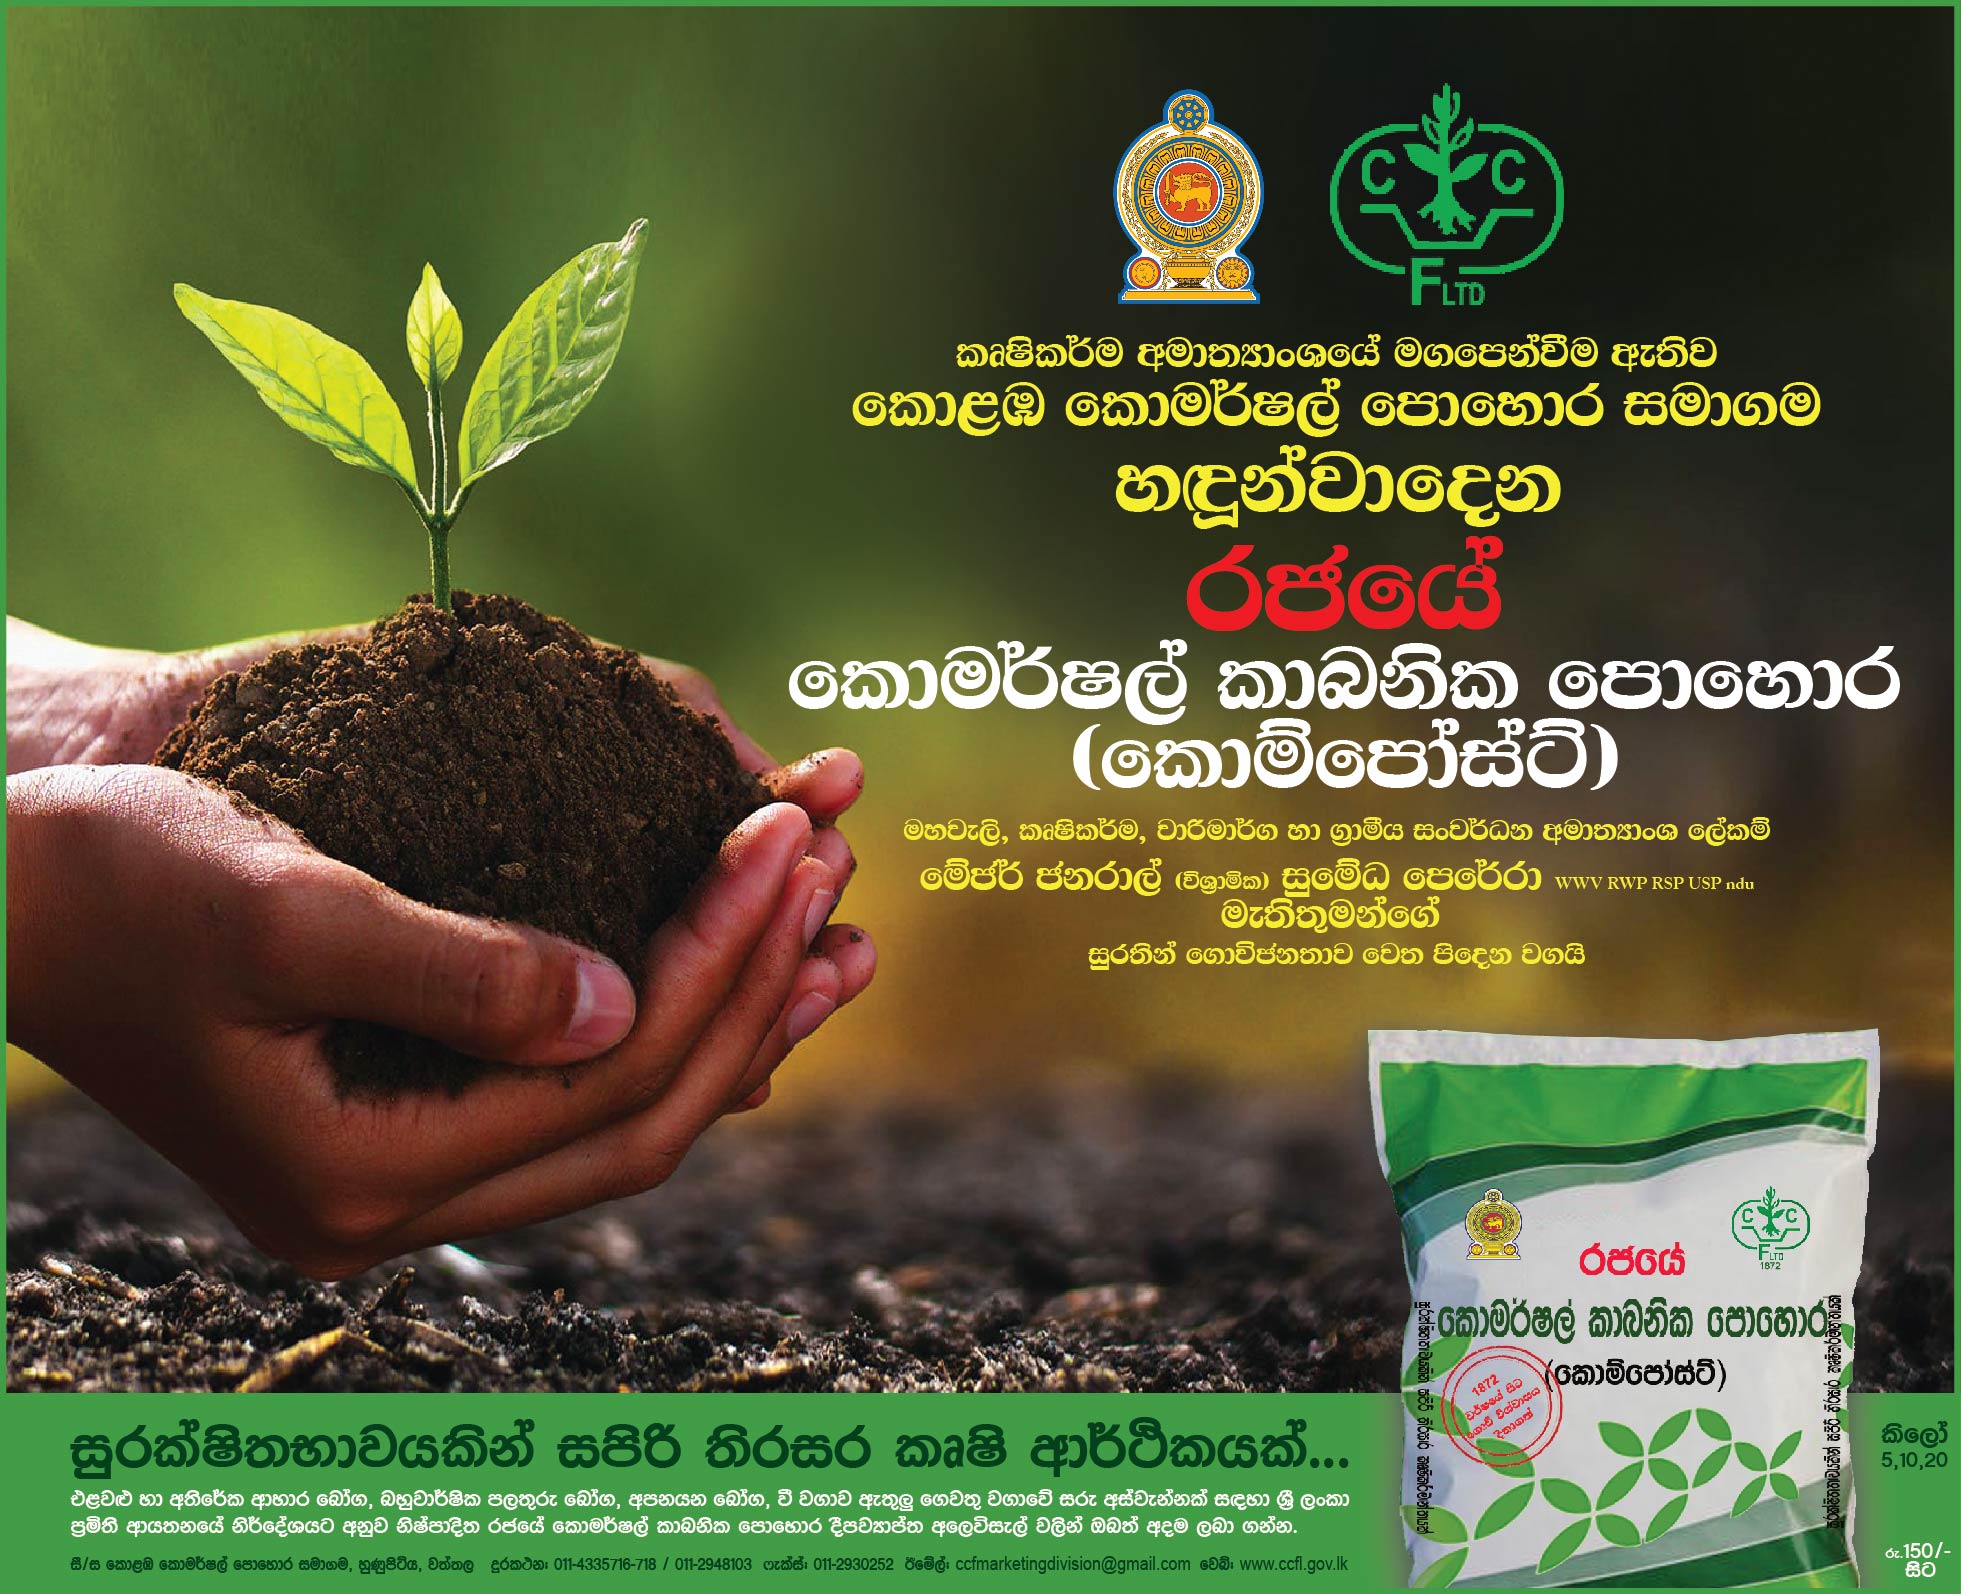 C C
F LTD
කෘෂිකර්ම අමාත්‍යාංශයේ මගපෙන්වීම ඇතිව
කොළඹ කොමර්ෂල් පොහොර සමාගම
හඳූන්වාදෙන
රජයේ
කොමර්ෂල් කාබනික පොහොර
(කොම්පෝස්ට්)
මහවැලි, කෘෂිකර්ම, වාරිමාර්ග හා ග්‍රාමීය සංවර්ධන අමාත්‍යාංශ ලේකම්
මේජර් ජනරාල් (විශ්‍රාමික) සුමේධ පෙරේරා WWV RWP RSP USP ndu
මැතිතුමන්ගේ
සුරතින් ගොවිජනතාව වෙත පිදෙන වගයි
C C
F LTD
1872
රජයේ
කොමර්ෂල් කාබනික පොහොර
(කොම්පෝස්ට්)
1872
වර්ෂයේ සිට
ගොවි විශ්වාසය
දිනාගත්
සුරක්ෂිතභාවයකින් සපිරි තිරසර කෘෂි ආර්ථිකයක්...
එළවළු හා අතිරේක ආහාර බෝග, බහුවාර්ෂික පලතුරු බෝග, අපනයන බෝග, වී වගාව ඇතුලු ගෙවතු වගාවේ සරු අස්වැන්නක් සඳහා ශ්‍රී ලංකා
ප්‍රමිති ආයතනයේ නිර්දේශයට අනුව නිෂ්පාදිත රජයේ කොමර්ෂල් කාබනික පොහොර දීපව්‍යාප්ත අලෙවිසැල් වලින් ඔබත් අදම ලබා ගන්න.
සී/ස කොළඹ කොමර්ෂල් පොහොර සමාගම, හුණුපිටිය, වත්තල දුරකථන: 011-4335716-718 / 011-2948103 ෆැක්ස්: 011-2930252 ඊමේල්: ccfmarketingdivision@gmail.com වෙබ්: www.ccfl.gov.lk
කිලෝ
5,10,20
රු.150/-
සිට